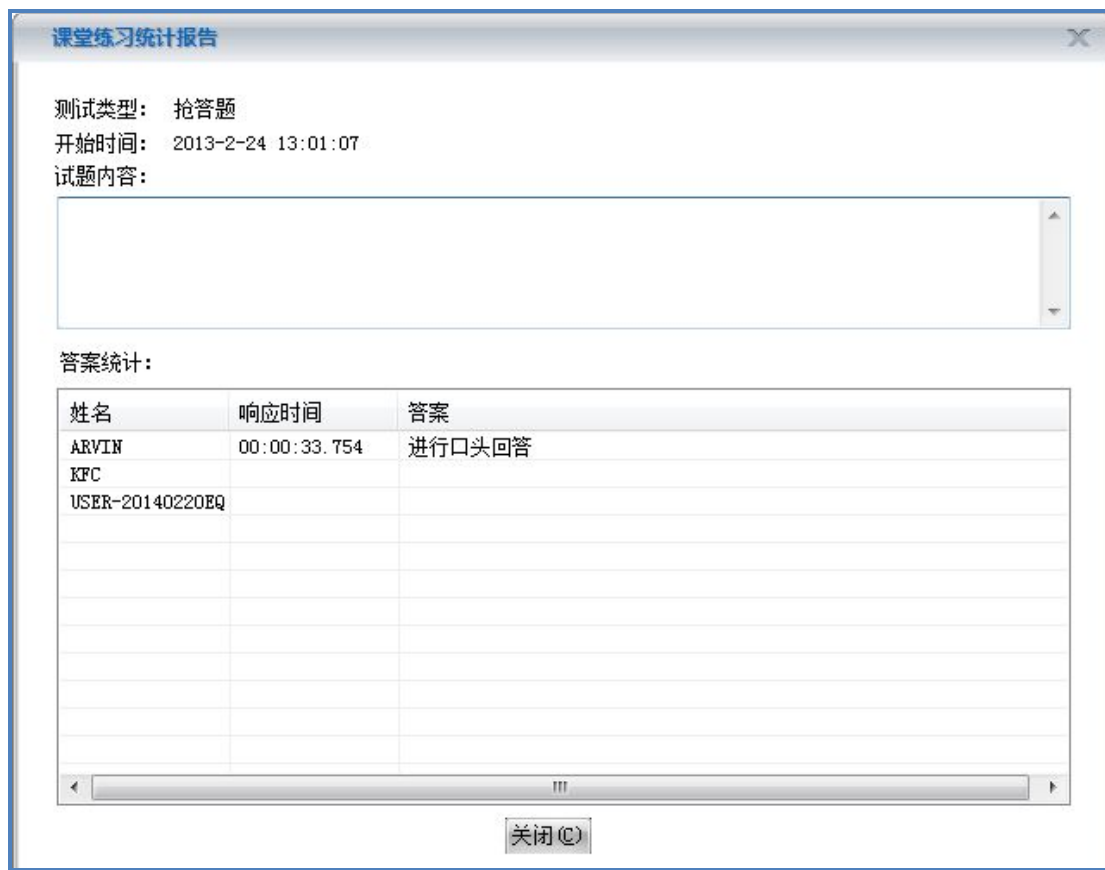 课堂练习统计报告
测试类型： 抢答题
开始时间： 2013-2-24 13:01:07
试题内容：
答案统计：
姓名 响应时间 答案
ARVIN 00:00:33.754 进行口头回答
KFC
USER-20140220EQ
关闭(C)